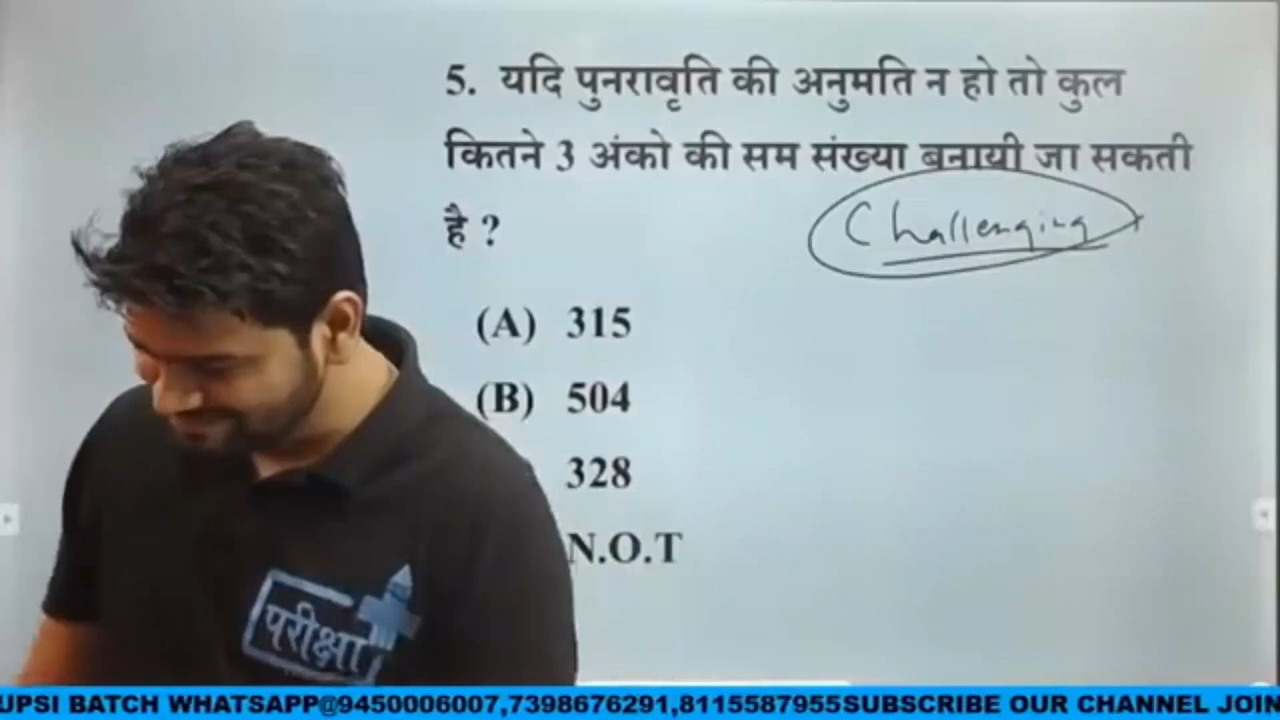 5. यदि पुनरावृति की अनुमति न हो तो कुल
कितने 3 अंको की सम संख्या बनायी जा सकती
है ?
Challenging
(A) 315
(B) 504
328
N.O.T
परीक्षा
UPSI BATCH WHATSAPP@9450006007,7398676291,8115587955SUBSCRIBE OUR CHANNEL JOIN